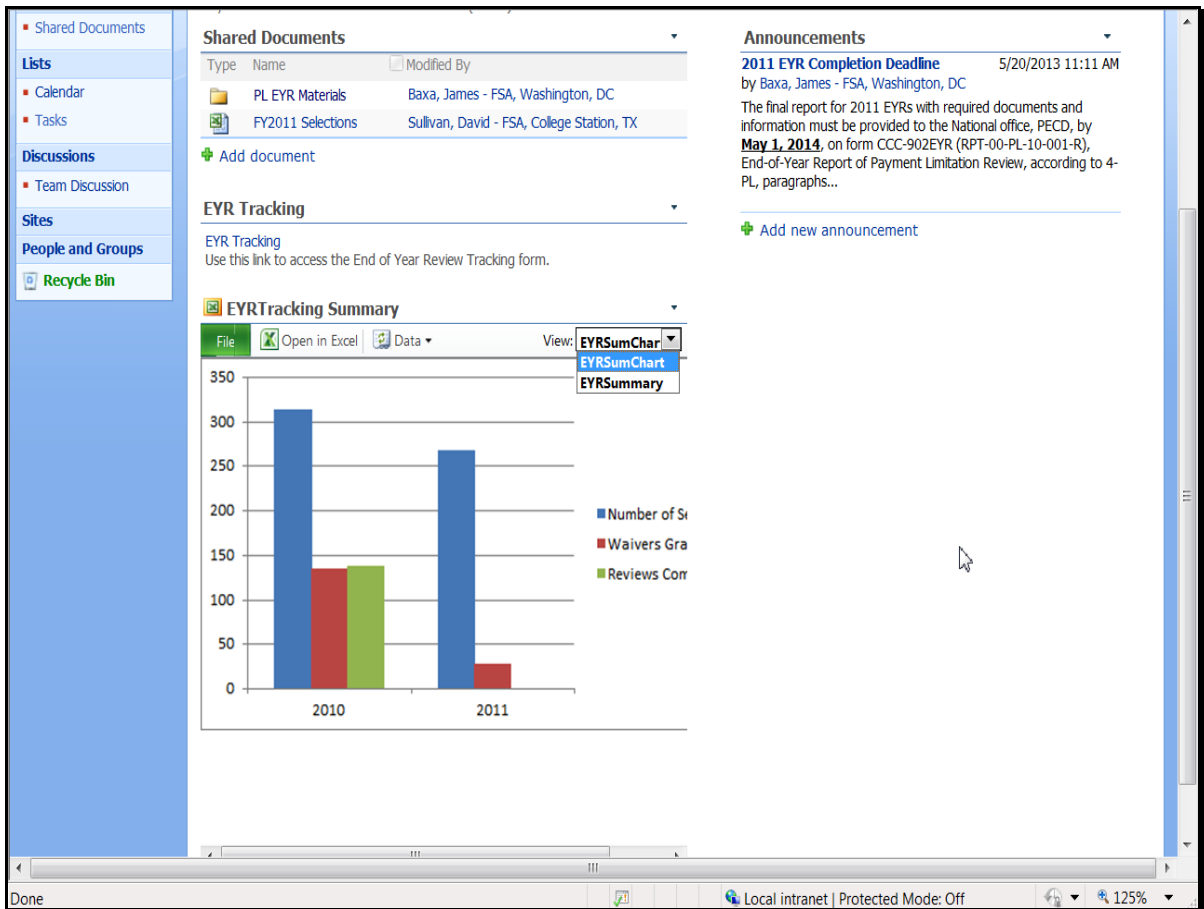 Shared Documents
Lists
Calendar
Tasks
Discussions
Team Discussion
Sites
People and Groups
Recycle Bin
Shared Documents
Type Name Modified By
PL EYR Materials Baxa, James - FSA, Washington, DC
FY2011 Selections Sullivan, David - FSA, College Station, TX
Add document
EYR Tracking
EYR Tracking
Use this link to access the End of Year Review Tracking form.
EYRTracking Summary
File Open in Excel Data View: EYRSumChar
EYRSumChart
EYRSummary
350
300
250
200
150
100
50
0
2010 2011
Number of Se
Waivers Gra
Reviews Com
Announcements
2011 EYR Completion Deadline 5/20/2013 11:11 AM
by Baxa, James - FSA, Washington, DC
The final report for 2011 EYRs with required documents and
information must be provided to the National office, PECD, by
May 1, 2014, on form CCC-902EYR (RPT-00-PL-10-001-R),
End-of-Year Report of Payment Limitation Review, according to 4-
PL, paragraphs...
Add new announcement
Done Local intranet | Protected Mode: Off 125%